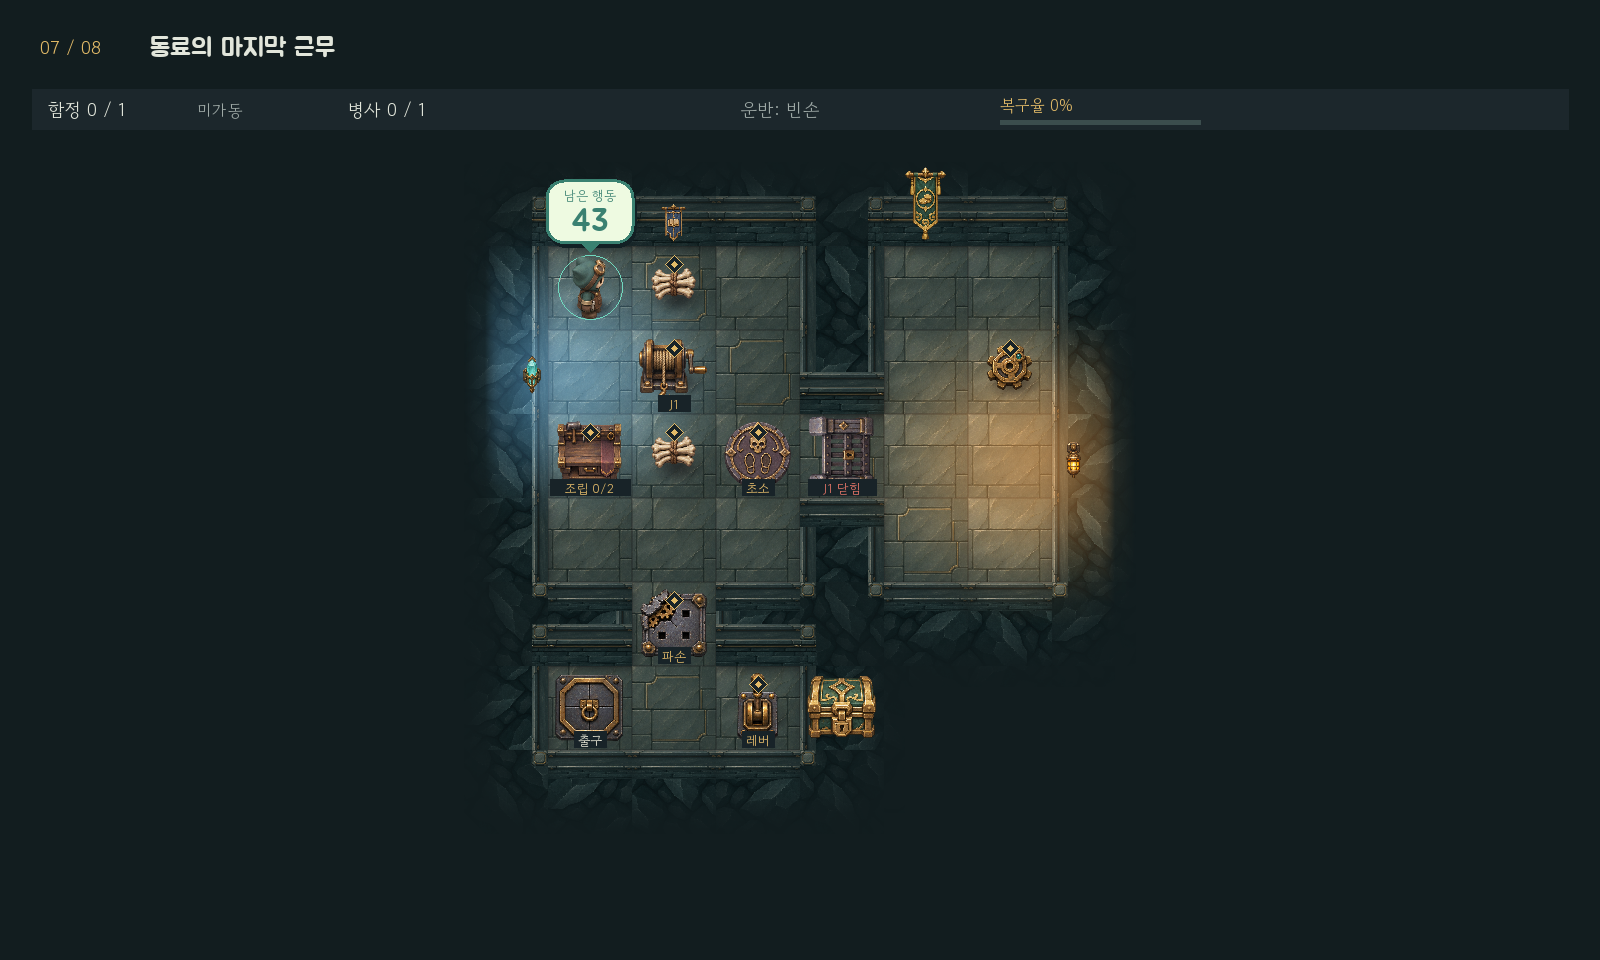 07 / 08
동료의 마지막 근무
함정 0 / 1
미가동
병사 0 / 1
운반: 빈손
복구율 0%
남은 행동
43
J1
조립 0/2
초소
J1 닫힘
파손
출구
레버